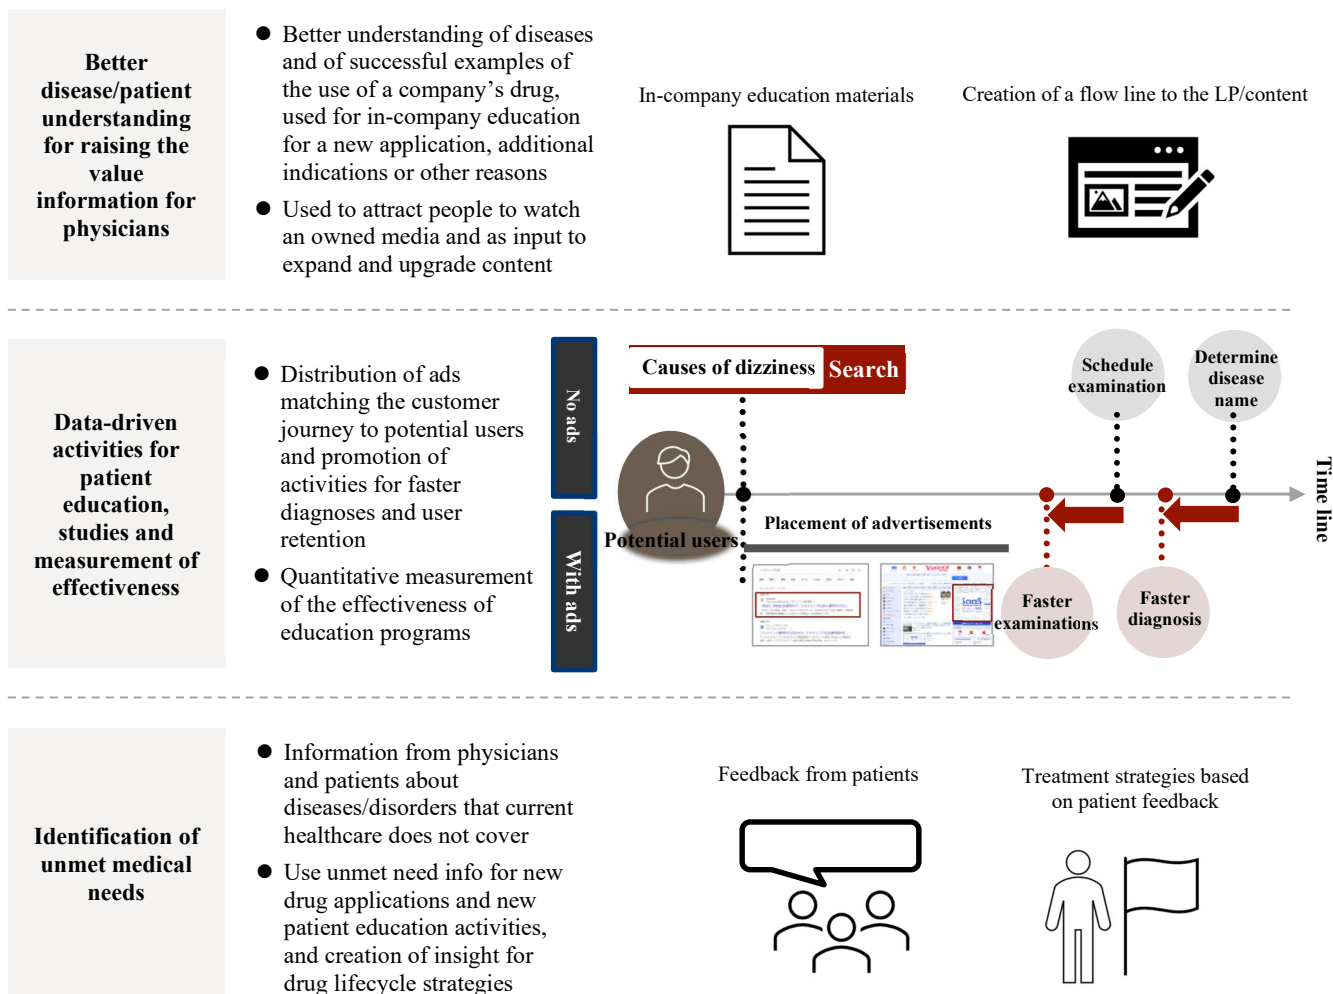 Better
disease/patient
understanding
for raising the
value
information for
physicians
● Better understanding of diseases
and of successful examples of
the use of a company's drug,
used for in-company education
for a new application, additional
indications or other reasons
● Used to attract people to watch
an owned media and as input to
expand and upgrade content
In-company education materials
Creation of a flow line to the LP/content
Data-driven
activities for
patient
education,
studies and
measurement of
effectiveness
● Distribution of ads
matching the customer
journey to potential users
and promotion of
activities for faster
diagnoses and user
retention
● Quantitative measurement
of the effectiveness of
education programs
No ads
With ads
Causes of dizziness Search
Potential users
Schedule
examination
Determine
disease
name
Time line
Placement of advertisements
YAHOO!
Faster
examinations
Faster
diagnosis
Identification of
unmet medical
needs
● Information from physicians
and patients about
diseases/disorders that current
healthcare does not cover
● Use unmet need info for new
drug applications and new
patient education activities,
and creation of insight for
drug lifecycle strategies
Feedback from patients
Treatment strategies based
on patient feedback